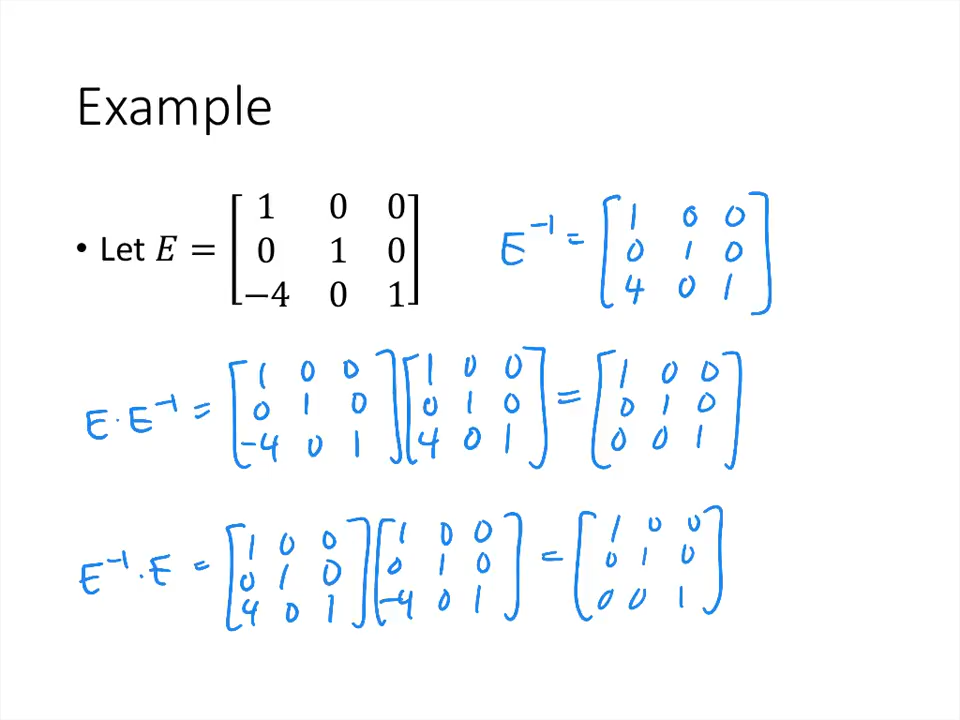 Example
• Let E = [1 0 0; 0 1 0; −4 0 1] E⁻¹ = [1 0 0; 0 1 0; 4 0 1]
E · E⁻¹ = [1 0 0; 0 1 0; −4 0 1] [1 0 0; 0 1 0; 4 0 1] = [1 0 0; 0 1 0; 0 0 1]
E⁻¹ · E = [1 0 0; 0 1 0; 4 0 1] [1 0 0; 0 1 0; −4 0 1] = [1 0 0; 0 1 0; 0 0 1]